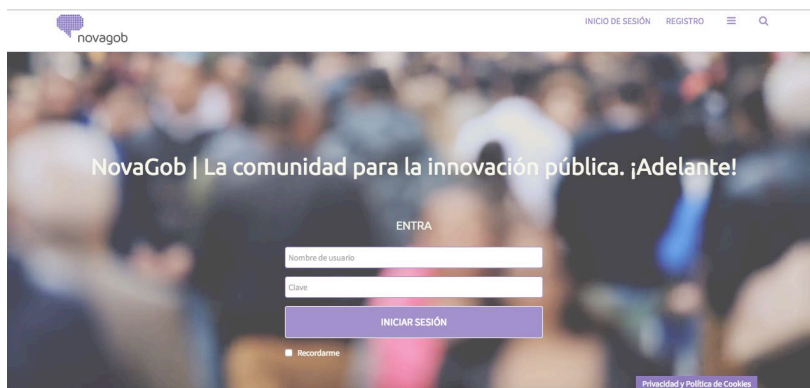 novagob
INICIO DE SESIÓN REGISTRO
NovaGob | La comunidad para la innovación pública. ¡Adelante!
ENTRA
Nombre de usuario
Clave
INICIAR SESIÓN
Recordarme
Privacidad y Política de Cookies